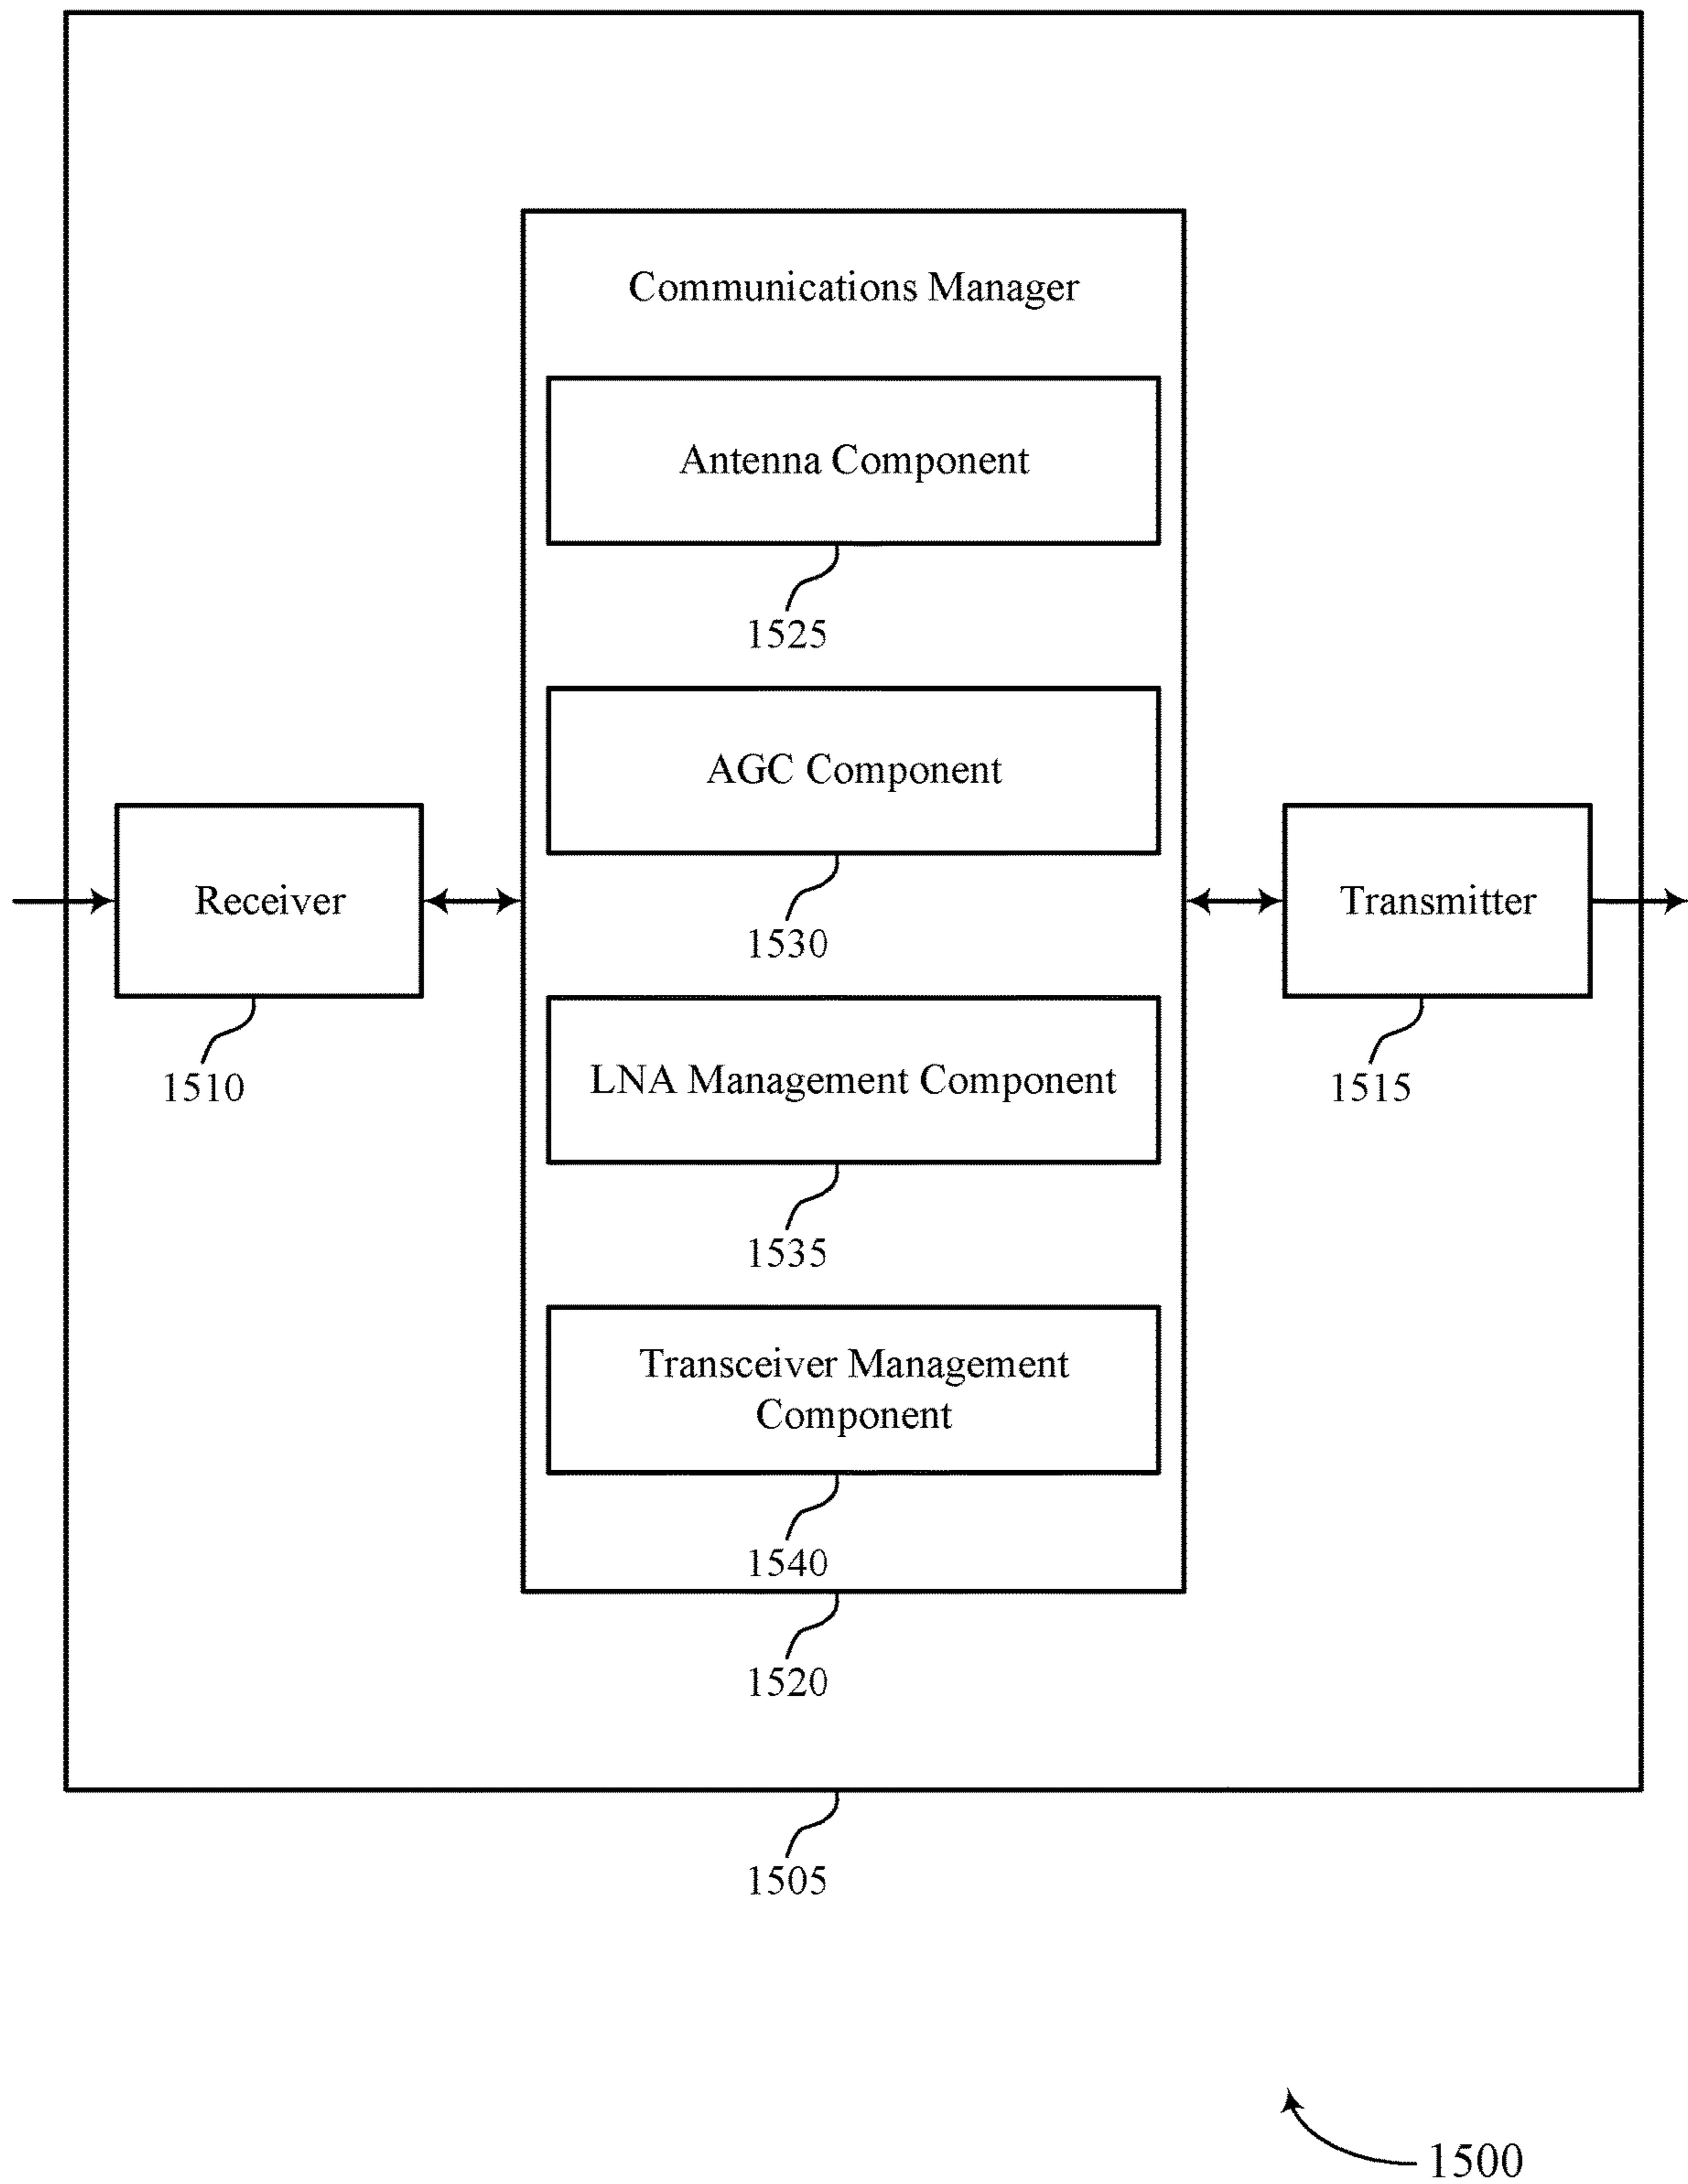 Communications Manager
Antenna Component
1525
AGC Component
1530
Receiver
1510
Transmitter
1515
LNA Management Component
1535
Transceiver Management
Component
1540
1520
1505
1500